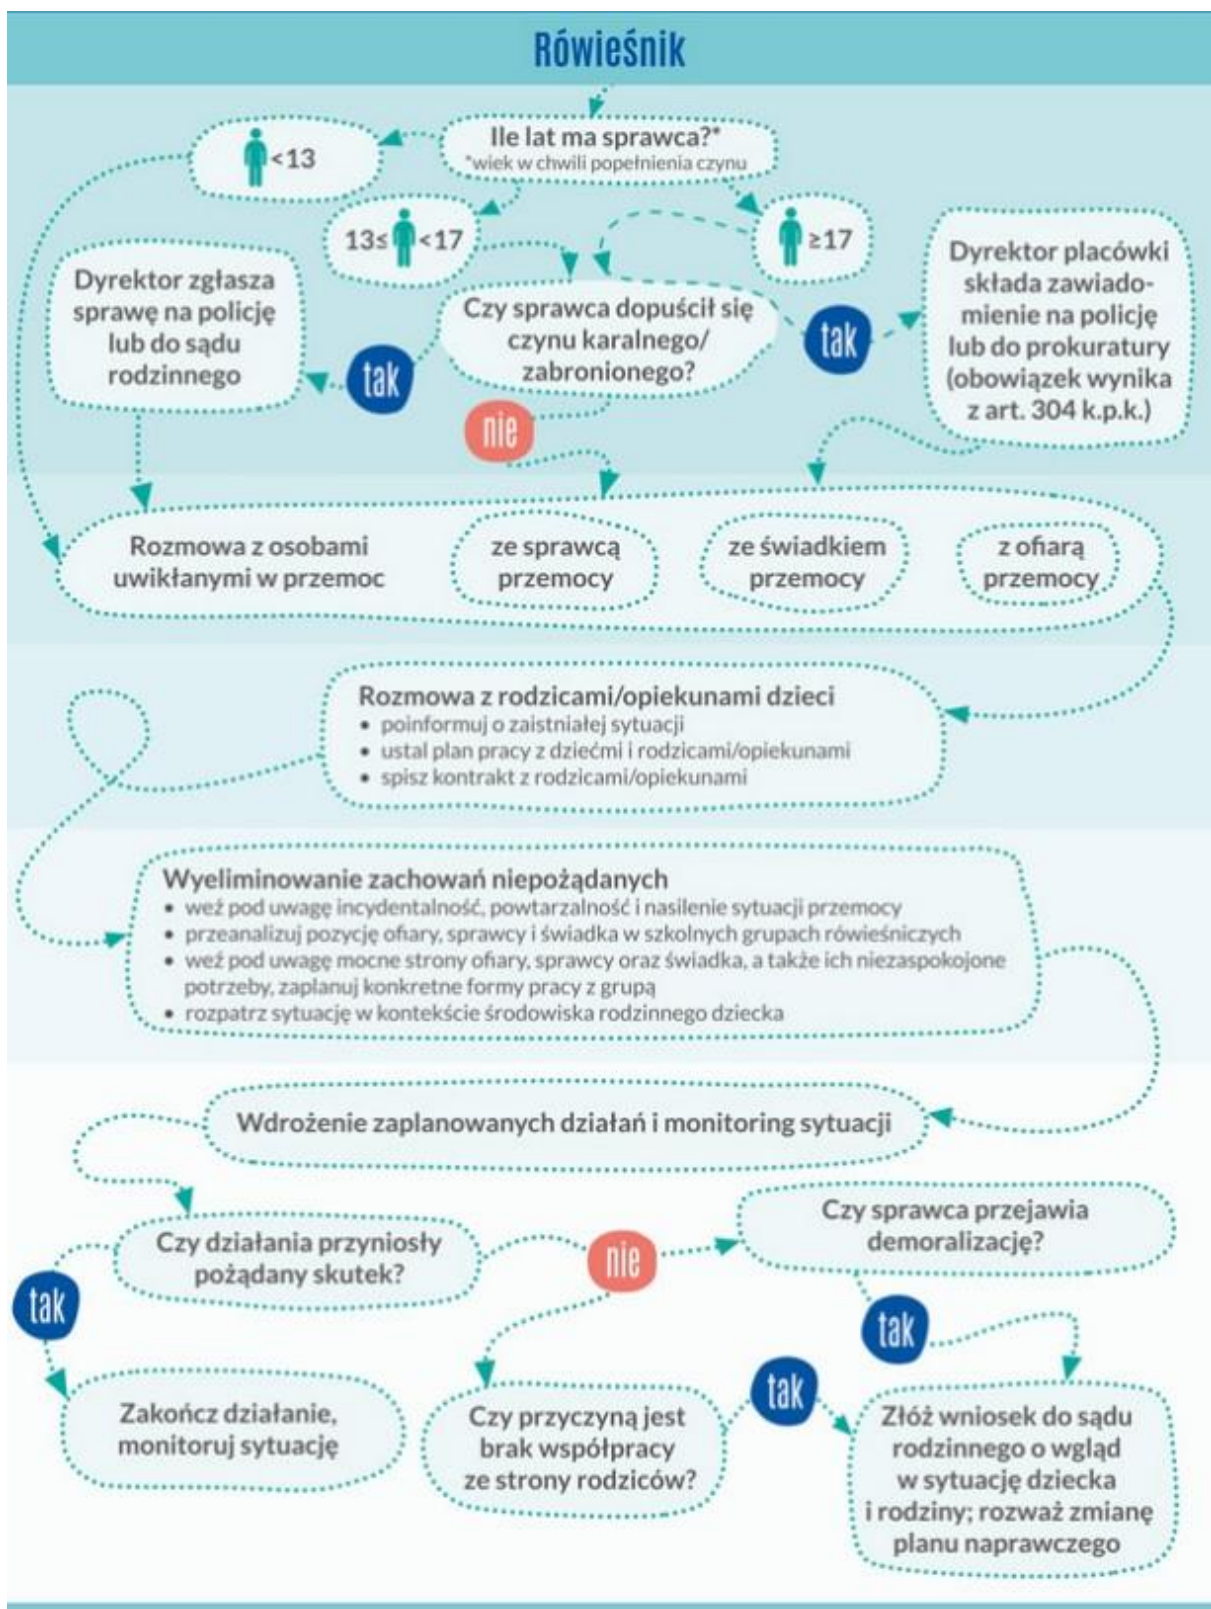 Rówieśnik
Ile lat ma sprawca?*
*wiek w chwili popełnienia czynu
<13
13≤ <17
≥17
Dyrektor zgłasza
sprawę na policję
lub do sądu
rodzinnego
tak
Czy sprawca dopuścił się
czynu karalnego/
zabronionego?
nie
tak
Dyrektor placówki
składa zawiado-
mienie na policję
lub do prokuratury
(obowiązek wynika
z art. 304 k.p.k.)
Rozmowa z osobami
uwikłanymi w przemoc
ze sprawcą
przemocy
ze świadkiem
przemocy
z ofiarą
przemocy
Rozmowa z rodzicami/opiekunami dzieci
• poinformuj o zaistniałej sytuacji
• ustal plan pracy z dziećmi i rodzicami/opiekunami
• spisz kontrakt z rodzicami/opiekunami
Wyeliminowanie zachowań niepożądanych
• weź pod uwagę incydentalność, powtarzalność i nasilenie sytuacji przemocy
• przeanalizuj pozycję ofiary, sprawcy i świadka w szkolnych grupach rówieśniczych
• weź pod uwagę mocne strony ofiary, sprawcy oraz świadka, a także ich niezaspokojone
potrzeby, zaplanuj konkretne formy pracy z grupą
• rozpatrz sytuację w kontekście środowiska rodzinnego dziecka
Wdrożenie zaplanowanych działań i monitoring sytuacji
Czy działania przyniosły
pożądany skutek?
nie
Czy sprawca przejawia
demoralizację?
tak
tak
Zakończ działanie,
monitoruj sytuację
Czy przyczyną jest
brak współpracy
ze strony rodziców?
tak
Złóż wniosek do sądu
rodzinnego o wgląd
w sytuację dziecka
i rodziny; rozważ zmianę
planu naprawczego